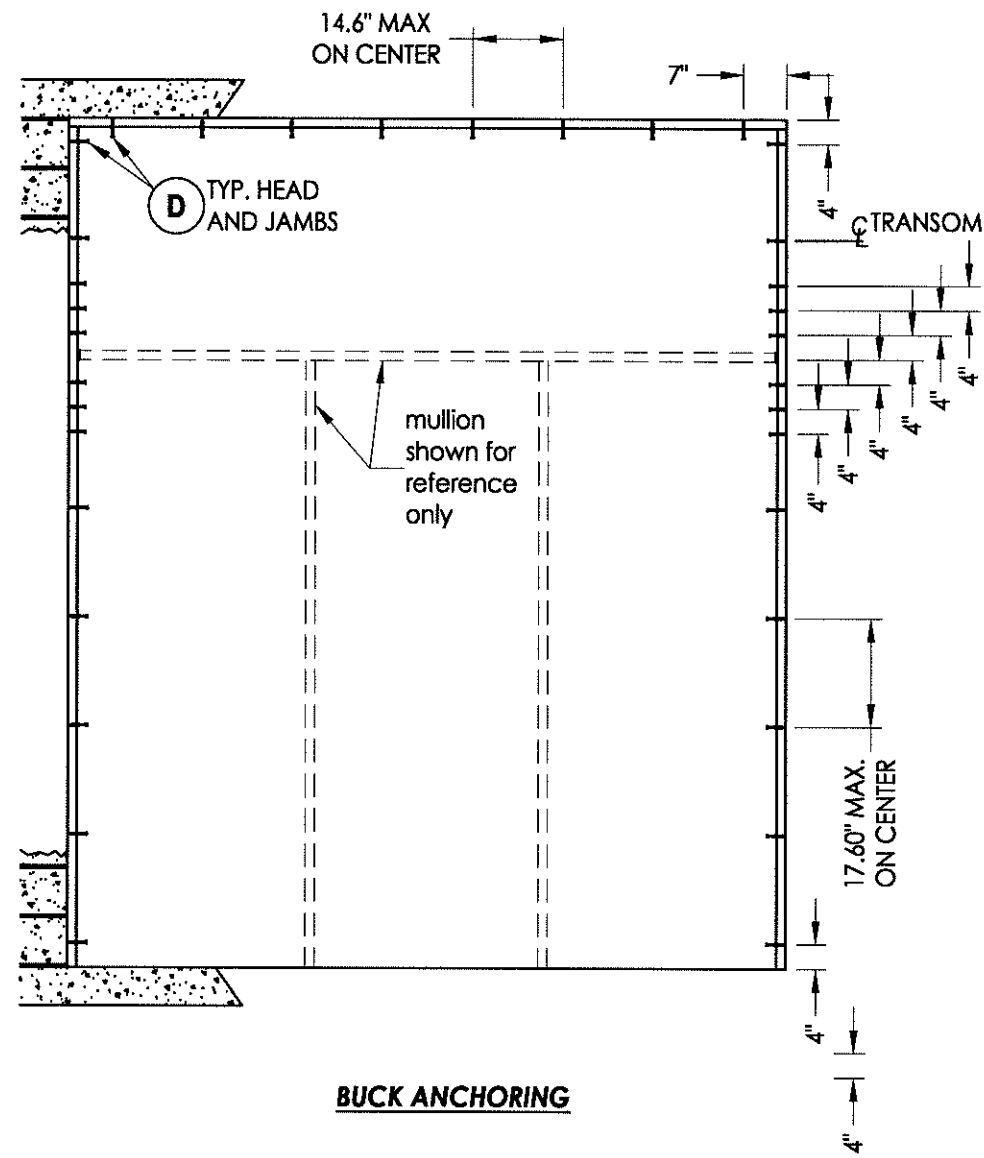 14.6" MAX
ON CENTER
7"
D
TYP. HEAD
AND JAMBS
4"
℄ TRANSOM
4"
4"
4"
4"
4"
4"
mullion
shown for
reference
only
17.60" MAX.
ON CENTER
4"
4"
BUCK ANCHORING